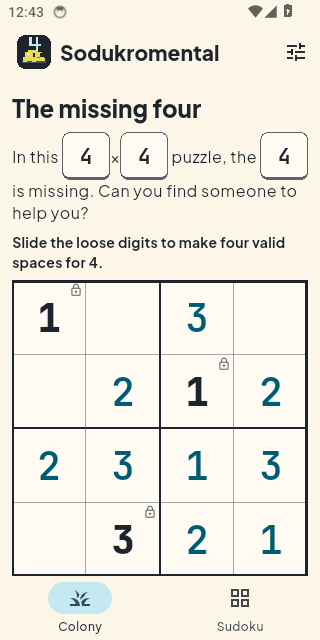 12:43
Sodukromental
The missing four
In this 4 × 4 puzzle, the 4
is missing. Can you find someone to
help you?
Slide the loose digits to make four valid
spaces for 4.
1 3
2 1 2
2 3 1 3
3 2 1
Colony Sudoku